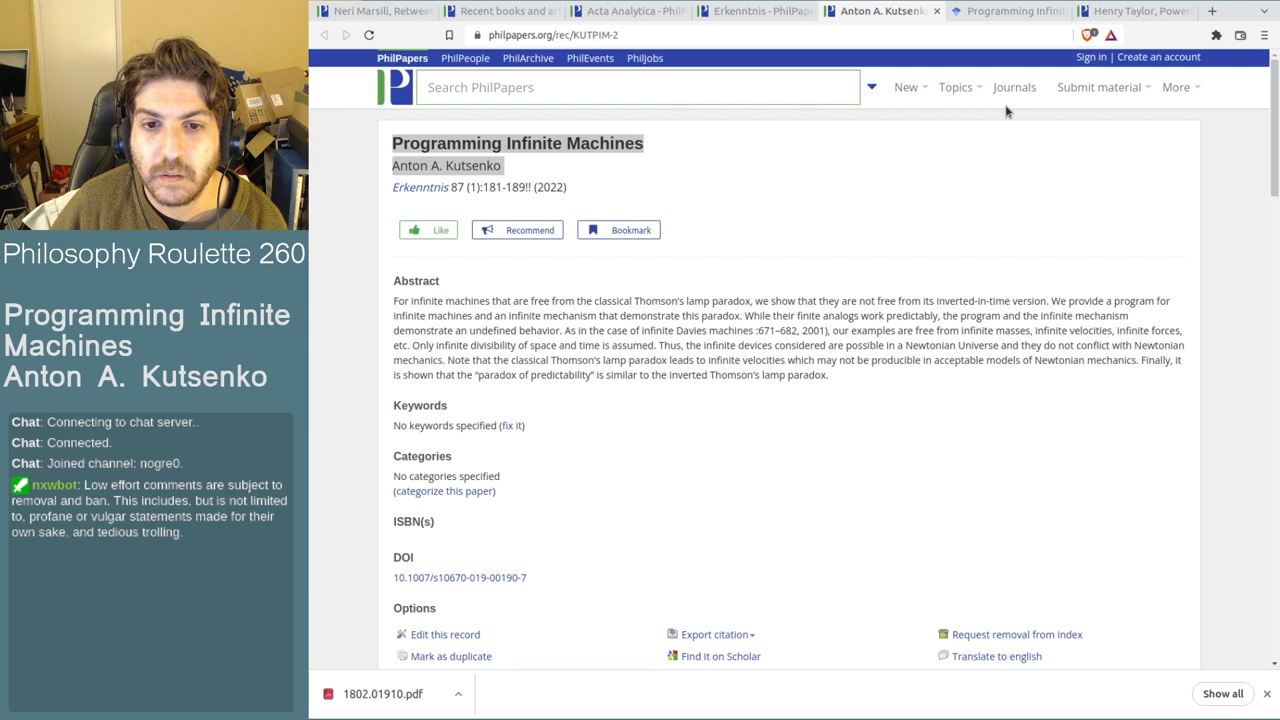 Neri Marsili, Retweet
Recent books and ar
Acta Analytica - PhilP
Erkenntnis - PhilPape
Anton A. Kutsenk
Programming Infinit
Henry Taylor, Power
philpapers.org/rec/KUTPIM-2
PhilPapers PhilPeople PhilArchive PhilEvents PhilJobs
Sign in | Create an account
Search PhilPapers
New Topics Journals Submit material More
Programming Infinite Machines
Anton A. Kutsenko
Erkenntnis 87 (1):181-189!! (2022)
Like Recommend Bookmark
Abstract
For infinite machines that are free from the classical Thomson's lamp paradox, we show that they are not free from its inverted-in-time version. We provide a program for
infinite machines and an infinite mechanism that demonstrate this paradox. While their finite analogs work predictably, the program and the infinite mechanism
demonstrate an undefined behavior. As in the case of infinite Davies machines :671–682, 2001), our examples are free from infinite masses, infinite velocities, infinite forces,
etc. Only infinite divisibility of space and time is assumed. Thus, the infinite devices considered are possible in a Newtonian Universe and they do not conflict with Newtonian
mechanics. Note that the classical Thomson's lamp paradox leads to infinite velocities which may not be producible in acceptable models of Newtonian mechanics. Finally, it
is shown that the “paradox of predictability” is similar to the inverted Thomson's lamp paradox.
Keywords
No keywords specified (fix it)
Categories
No categories specified
(categorize this paper)
ISBN(s)
DOI
10.1007/s10670-019-00190-7
Options
Edit this record
Export citation
Request removal from index
Mark as duplicate
Find it on Scholar
Translate to english
1802.01910.pdf
Show all
Philosophy Roulette 260
Programming Infinite
Machines
Anton A. Kutsenko
Chat: Connecting to chat server..
Chat: Connected.
Chat: Joined channel: nogre0.
nxwbot: Low effort comments are subject to
removal and ban. This includes, but is not limited
to, profane or vulgar statements made for their
own sake, and tedious trolling.